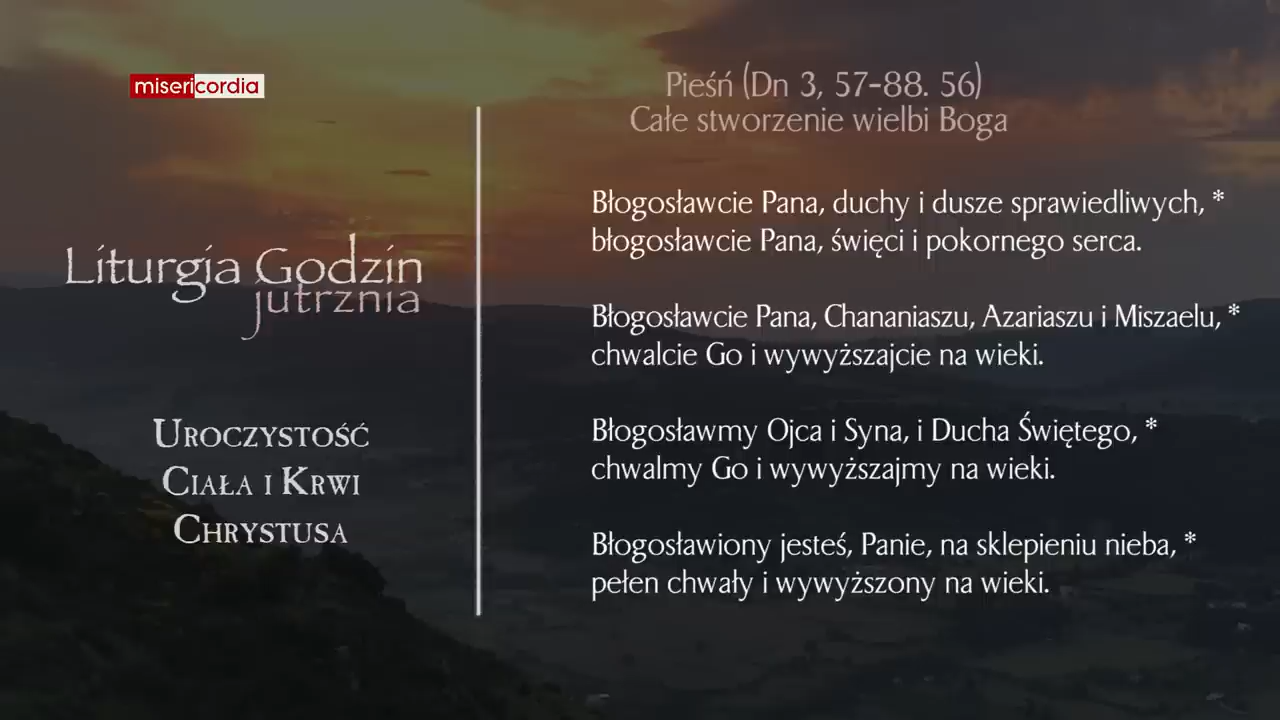 misericordia
Liturgia Godzin
jutrznia
Uroczystość
Ciała i Krwi
Chrystusa
Pieśń (Dn 3, 57-88. 56)
Całe stworzenie wielbi Boga
Błogosławcie Pana, duchy i dusze sprawiedliwych, *
błogosławcie Pana, święci i pokornego serca.
Błogosławcie Pana, Chananiaszu, Azariaszu i Miszaelu, *
chwalcie Go i wywyższajcie na wieki.
Błogosławmy Ojca i Syna, i Ducha Świętego, *
chwalmy Go i wywyższajmy na wieki.
Błogosławiony jesteś, Panie, na sklepieniu nieba, *
pełen chwały i wywyższony na wieki.